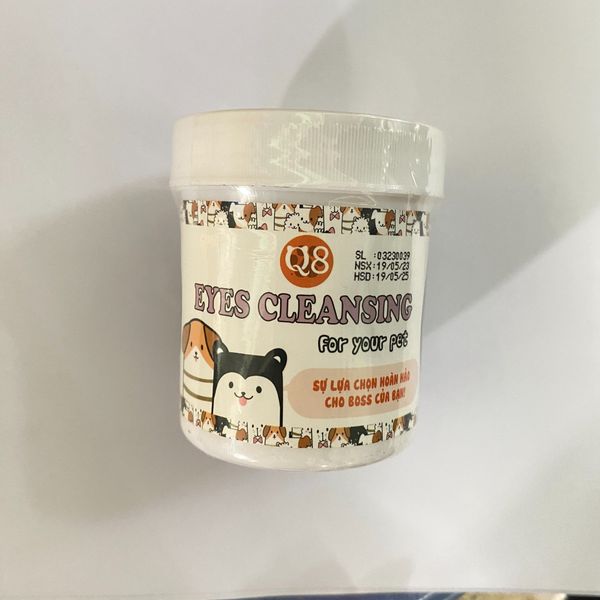 Q8
SL :03230039
NSX:19/05/23
HSD:19/05/25
EYES CLEANSING
For your pet
SỰ LỰA CHỌN HOÀN HẢO
CHO BOSS CỦA BẠN!